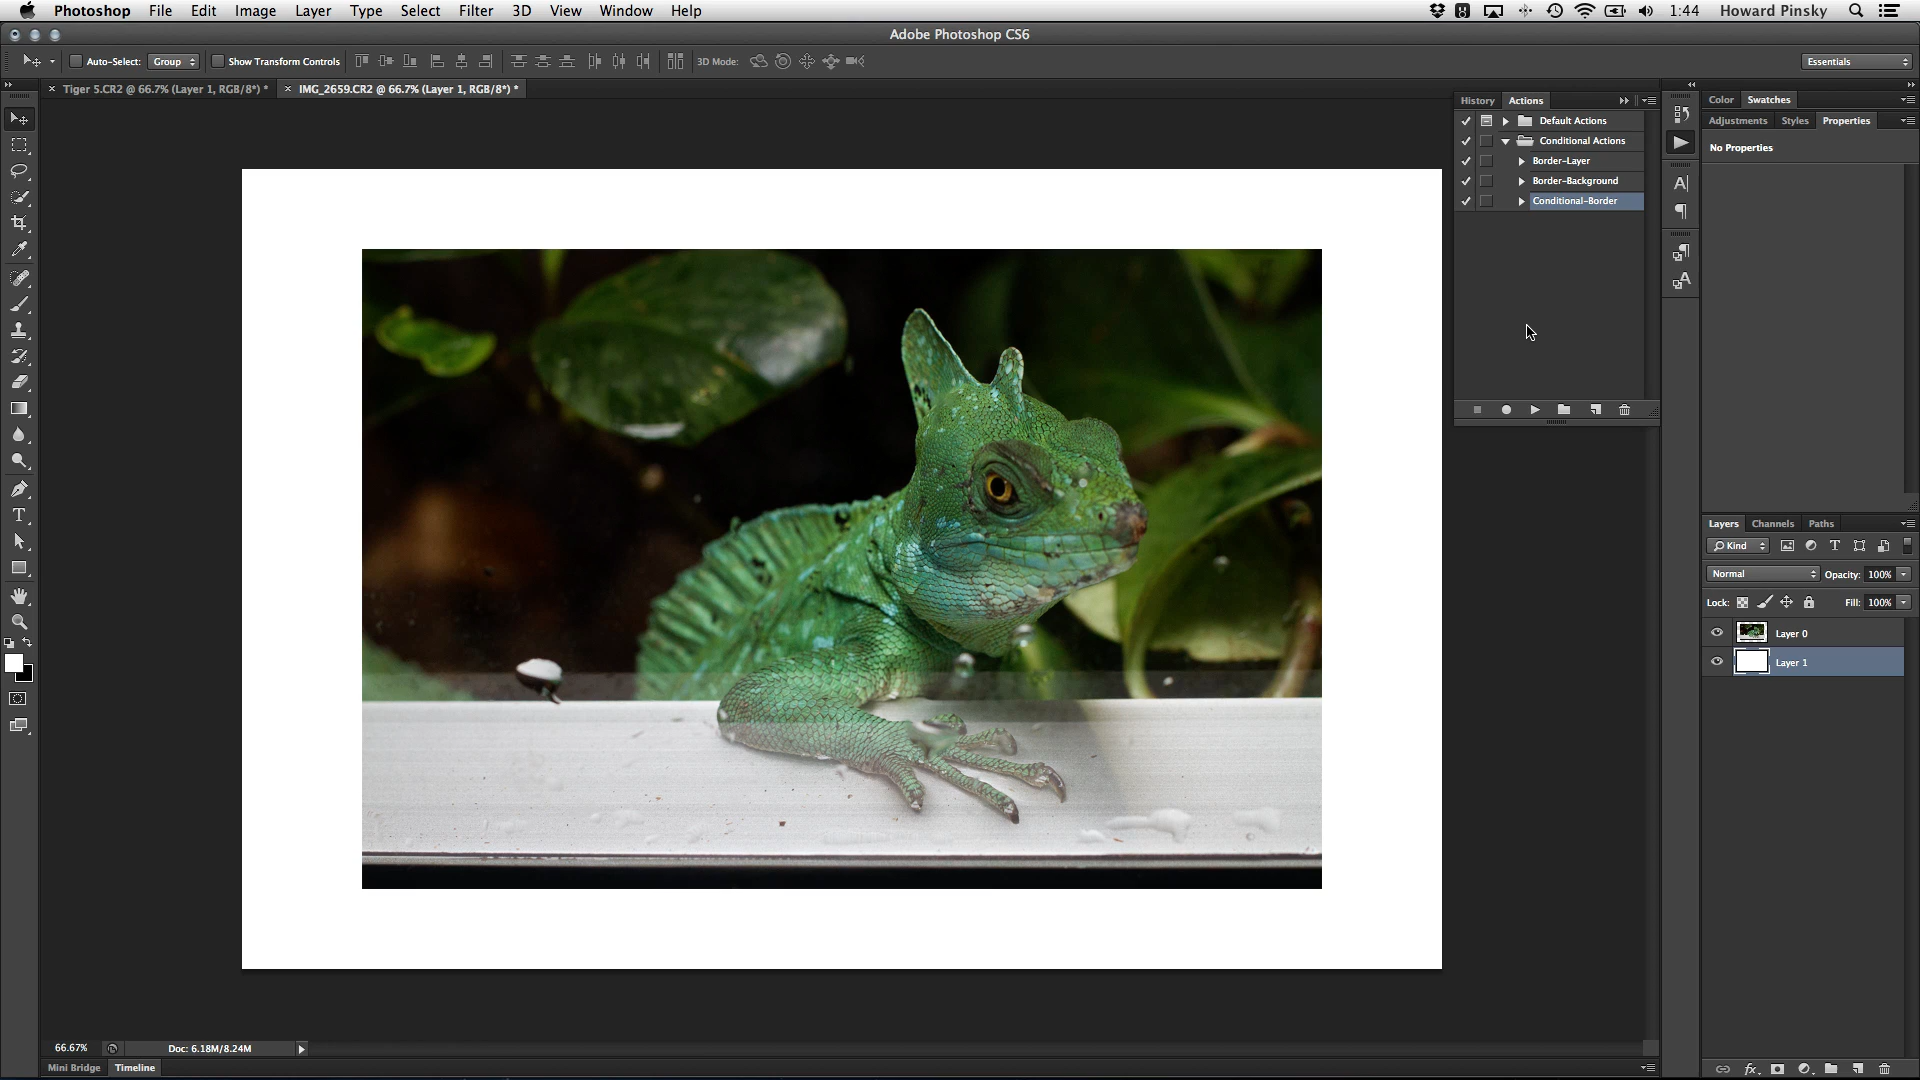 Photoshop File Edit Image Layer Type Select Filter 3D View Window Help 1:44 Howard Pinsky
Adobe Photoshop CS6
Auto-Select: Group Show Transform Controls 3D Mode: Essentials
Tiger 5.CR2 @ 66.7% (Layer 1, RGB/8*) * IMG_2659.CR2 @ 66.7% (Layer 1, RGB/8*) *
History Actions
Default Actions
Conditional Actions
Border-Layer
Border-Background
Conditional-Border
Color Swatches
Adjustments Styles Properties
No Properties
Layers Channels Paths
Kind
Normal Opacity: 100%
Lock: Fill: 100%
Layer 0
Layer 1
66.67% Doc: 6.18M/8.24M
Mini Bridge Timeline